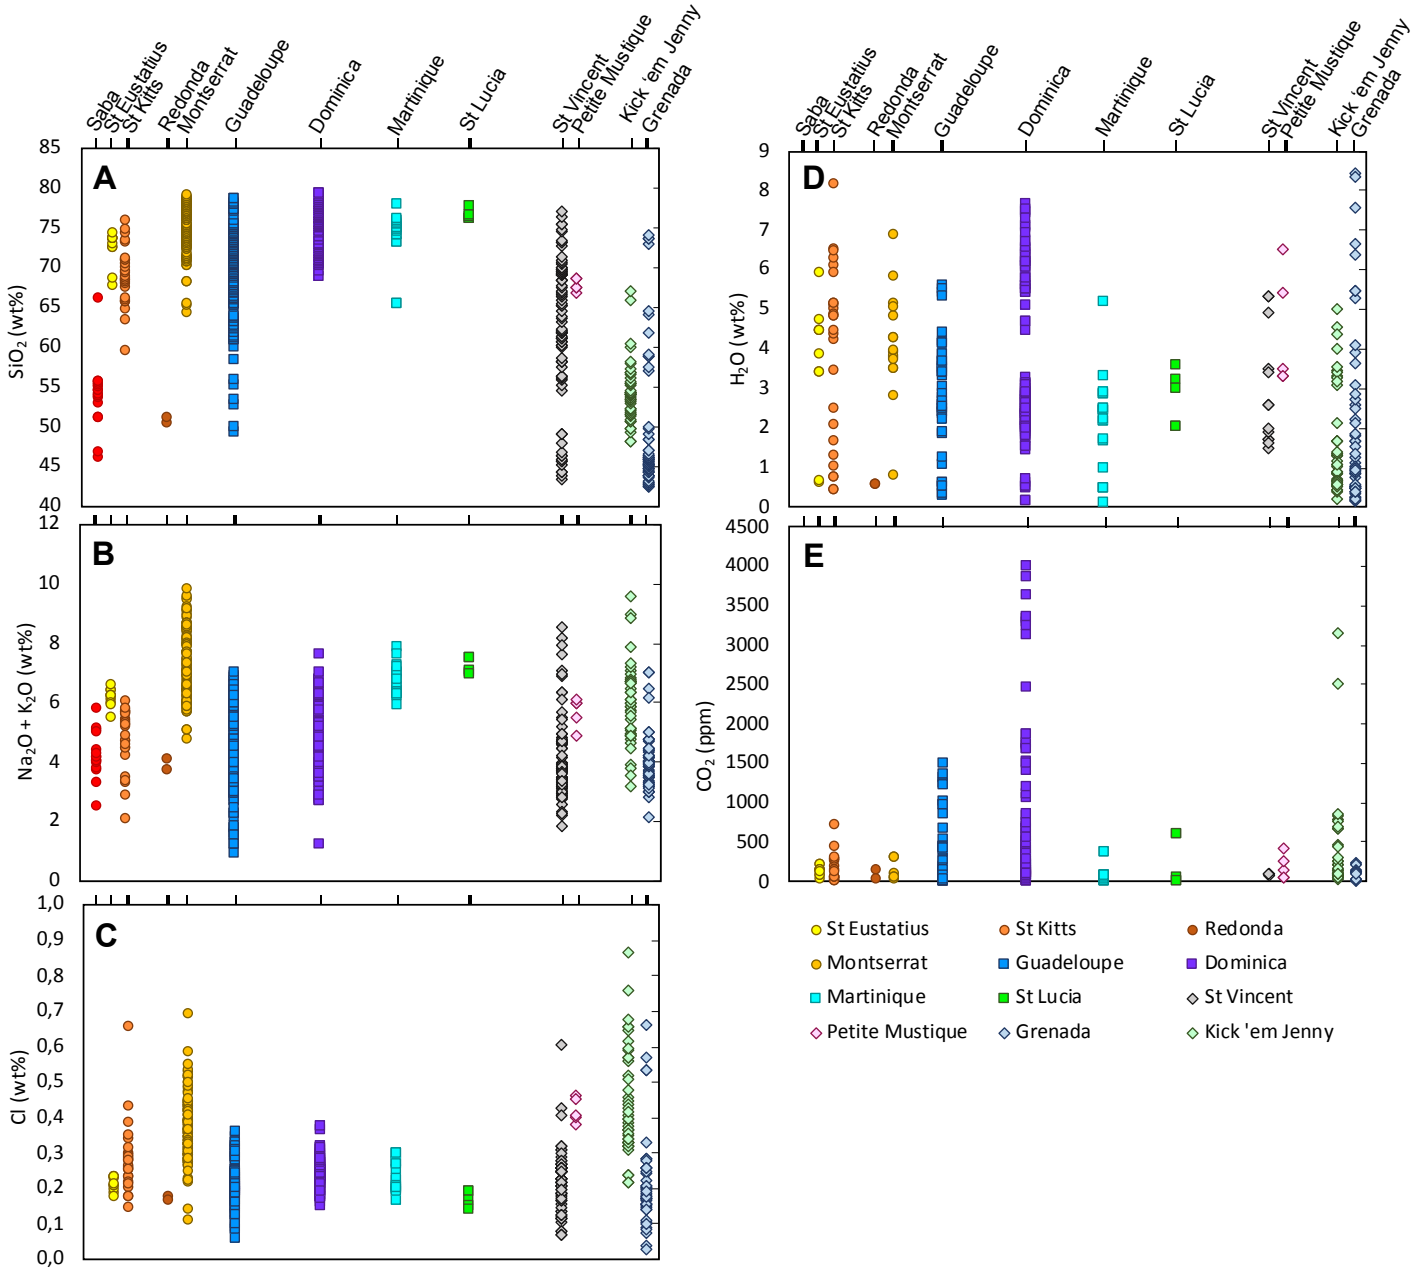 Saba
St Eustatius
St Kitts
Redonda
Montserrat
Guadeloupe
Dominica
Martinique
St Lucia
St Vincent
Petite Mustique
Kick 'em Jenny
Grenada
A
SiO2 (wt%)
85
80
75
70
65
60
55
50
45
40
B
Na2O + K2O (wt%)
12
10
8
6
4
2
0
C
Cl (wt%)
1,0
0,9
0,8
0,7
0,6
0,5
0,4
0,3
0,2
0,1
0,0
Saba
St Eustatius
St Kitts
Redonda
Montserrat
Guadeloupe
Dominica
Martinique
St Lucia
St Vincent
Petite Mustique
Kick 'em Jenny
Grenada
D
H2O (wt%)
9
8
7
6
5
4
3
2
1
0
E
CO2 (ppm)
4500
4000
3500
3000
2500
2000
1500
1000
500
0
St Eustatius St Kitts Redonda
Montserrat Guadeloupe Dominica
Martinique St Lucia St Vincent
Petite Mustique Grenada Kick 'em Jenny